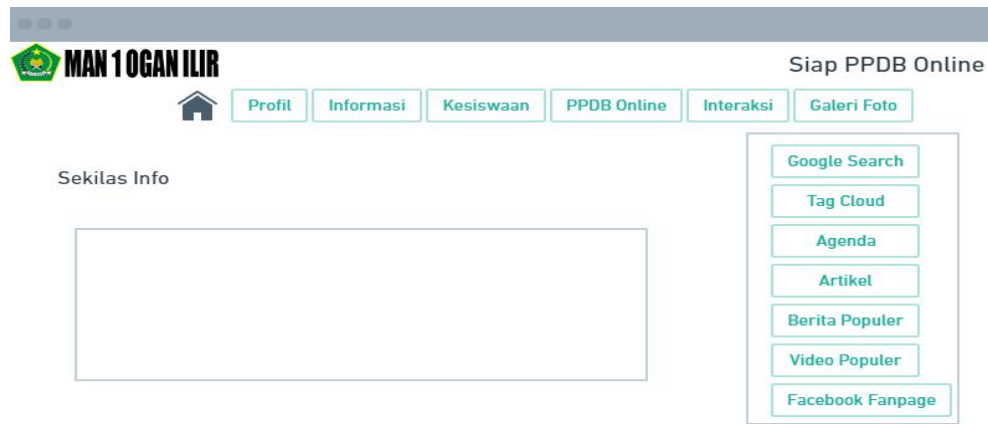 MAN 1 OGAN ILIR
Siap PPDB Online
Profil
Informasi
Kesiswaan
PPDB Online
Interaksi
Galeri Foto
Google Search
Sekilas Info
Tag Cloud
Agenda
Artikel
Berita Populer
Video Populer
Facebook Fanpage